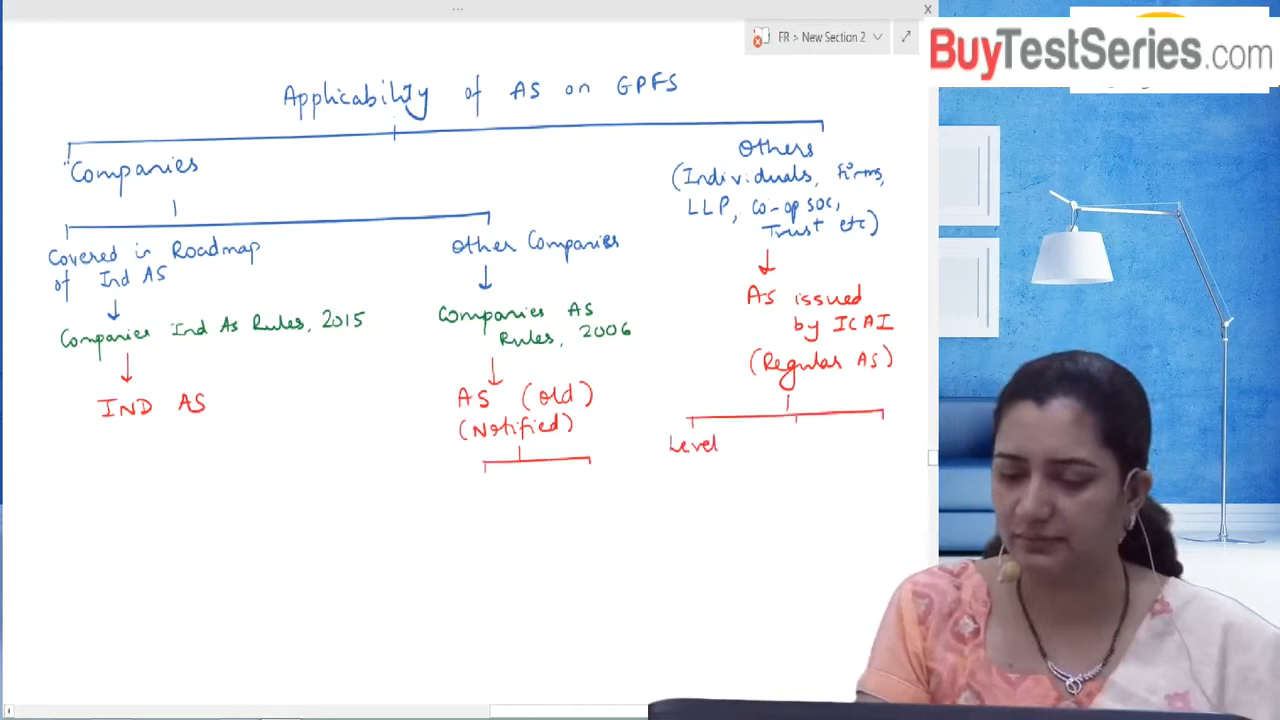 ...
x
FR > New Section 2
BuyTestSeries.com
Applicability of AS on GPFS
Companies
Others
(Individuals, Firms,
LLP, Co-op soc,
Trust etc)
Covered in Roadmap
of Ind AS
Other Companies
Companies Ind As Rules, 2015
Companies AS
Rules, 2006
As issued
by ICAI
(Regular AS)
IND AS
AS (old)
(Notified)
Level